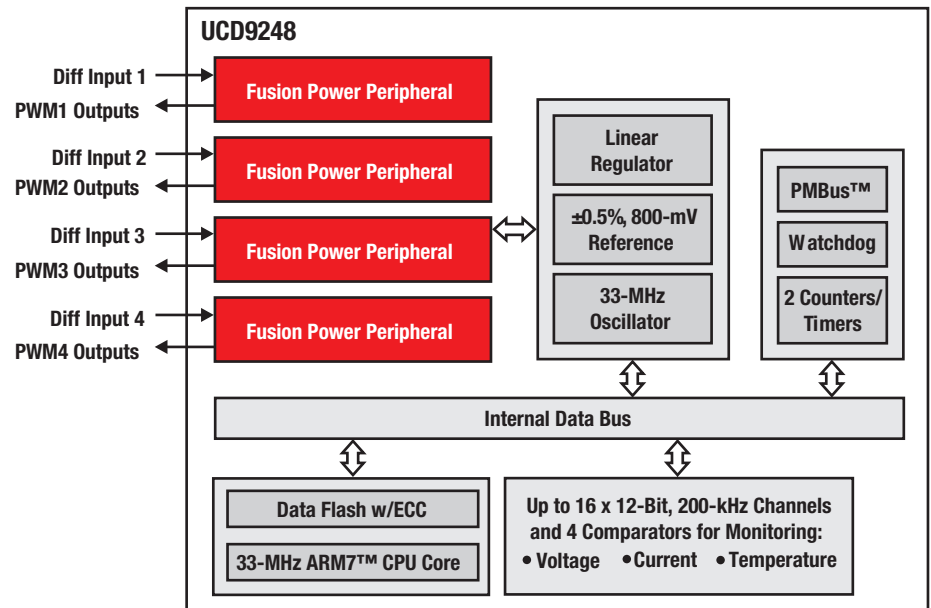 UCD9248
Diff Input 1
PWM1 Outputs
Fusion Power Peripheral
Diff Input 2
PWM2 Outputs
Fusion Power Peripheral
Diff Input 3
PWM3 Outputs
Fusion Power Peripheral
Diff Input 4
PWM4 Outputs
Fusion Power Peripheral
Linear
Regulator
±0.5%, 800-mV
Reference
33-MHz
Oscillator
PMBus™
Watchdog
2 Counters/
Timers
Internal Data Bus
Data Flash w/ECC
33-MHz ARM7™ CPU Core
Up to 16 x 12-Bit, 200-kHz Channels
and 4 Comparators for Monitoring:
• Voltage • Current • Temperature